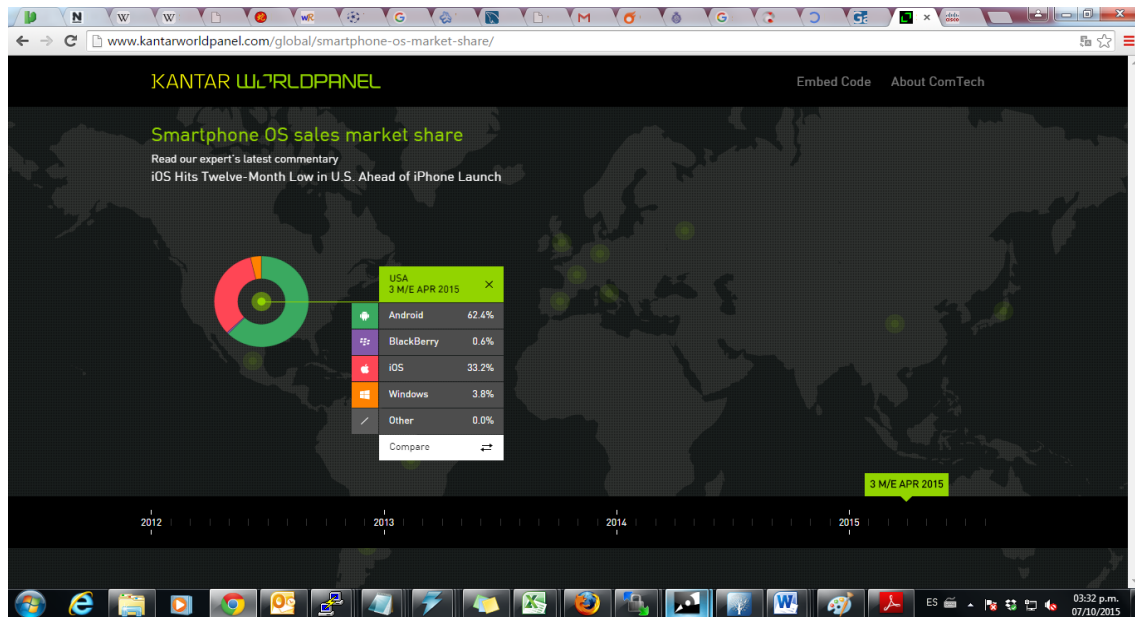 www.kantarworldpanel.com/global/smartphone-os-market-share/
KANTAR WORLDPANEL
Embed Code
About ComTech
Smartphone OS sales market share
Read our expert's latest commentary
iOS Hits Twelve-Month Low in U.S. Ahead of iPhone Launch
USA
3 M/E APR 2015
Android 62.4%
BlackBerry 0.6%
iOS 33.2%
Windows 3.8%
Other 0.0%
Compare
3 M/E APR 2015
2012 2013 2014 2015
ES
03:32 p.m.
07/10/2015